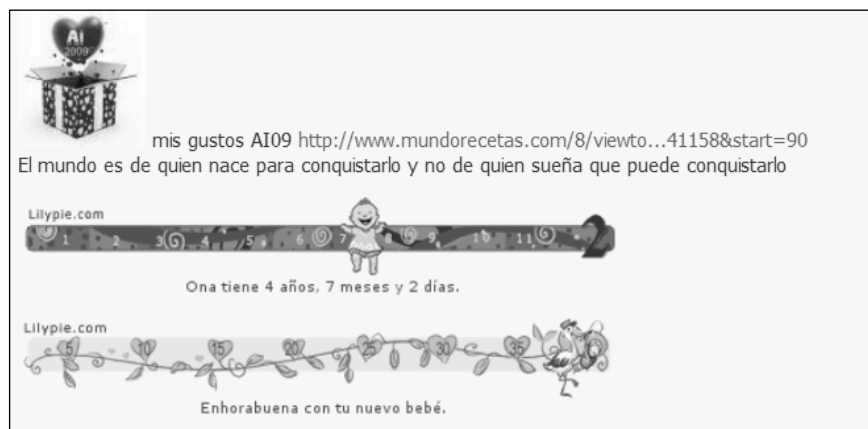 AI
2009
mis gustos AI09 http://www.mundorecetas.com/8/viewto...41158&start=90
El mundo es de quien nace para conquistarlo y no de quien sueña que puede conquistarlo
Lilypie.com
1 2 3 4 5 6 7 8 9 10 11
Ona tiene 4 años, 7 meses y 2 días.
Lilypie.com
5 10 15 20 25 30 35
Enhorabuena con tu nuevo bebé.